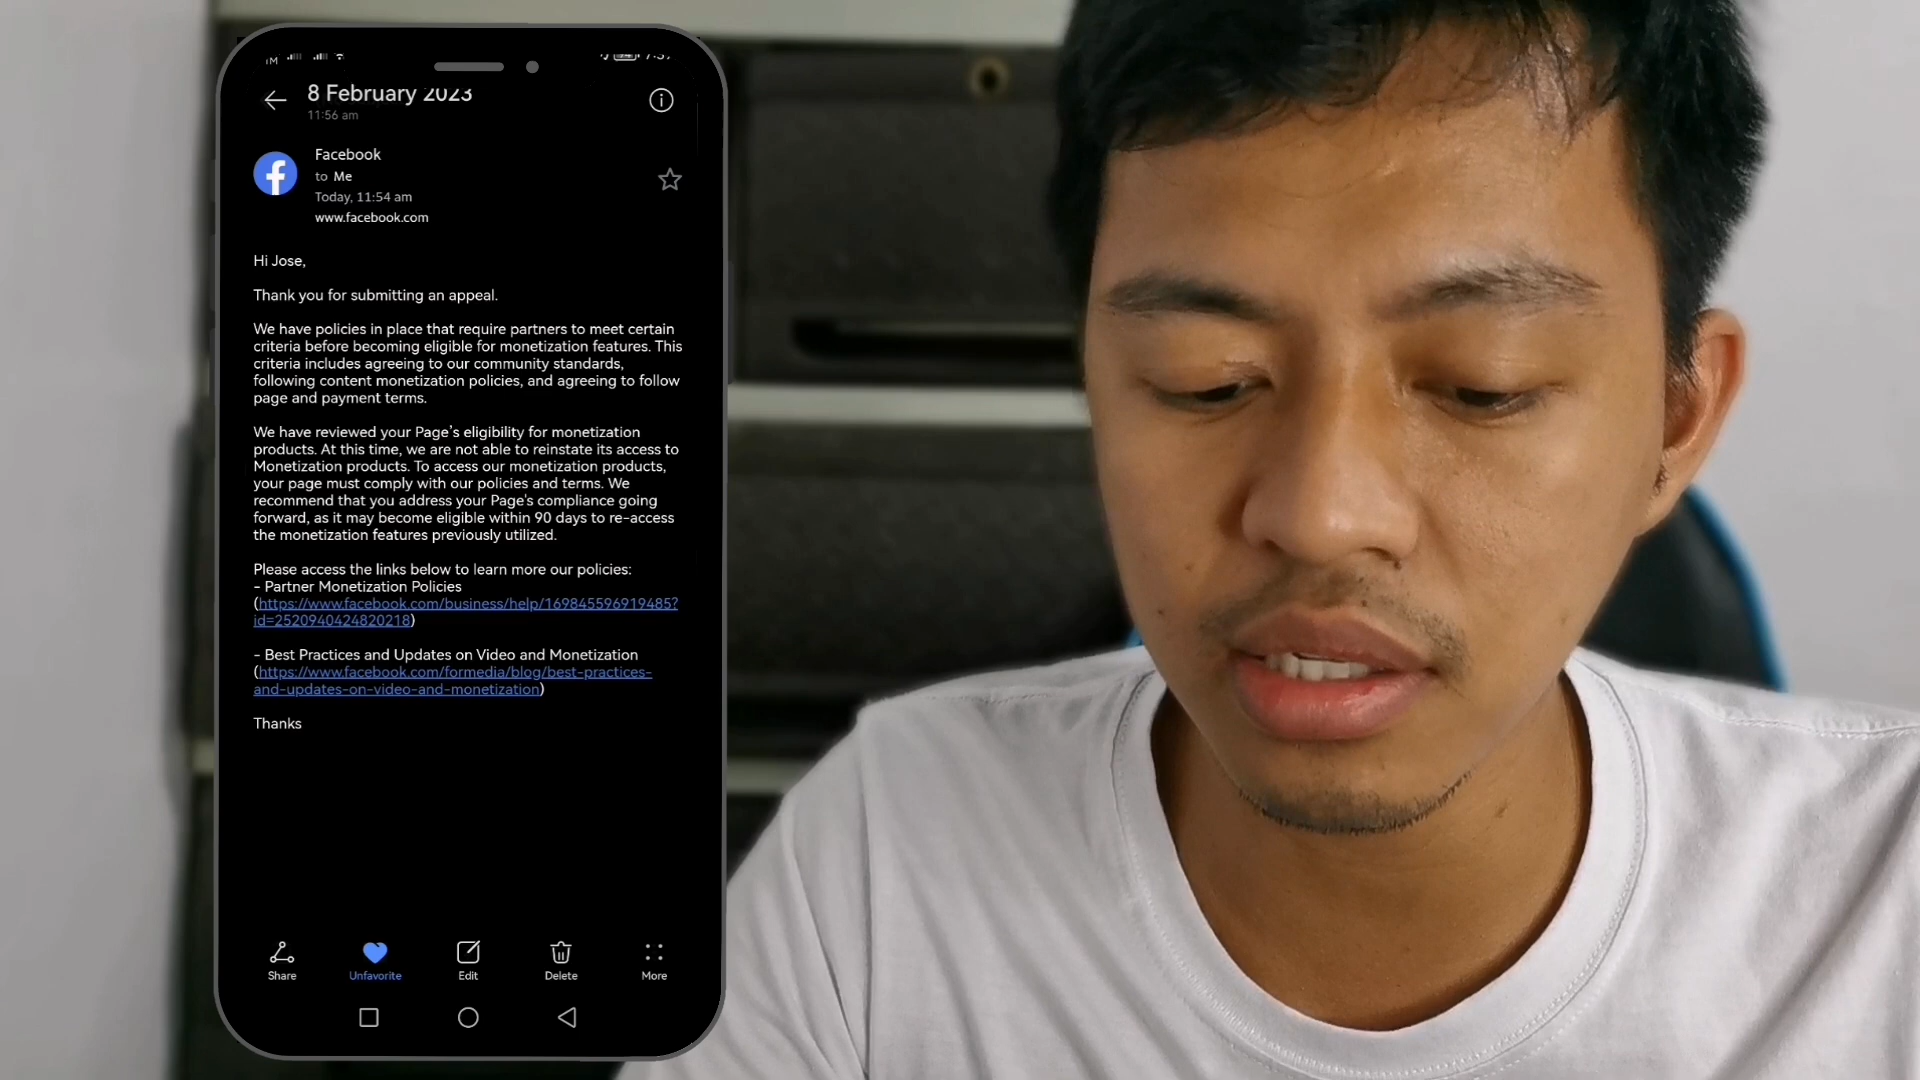 8 February 2023
11:56 am
Facebook
to Me
Today, 11:54 am
www.facebook.com
Hi Jose,
Thank you for submitting an appeal.
We have policies in place that require partners to meet certain
criteria before becoming eligible for monetization features. This
criteria includes agreeing to our community standards,
following content monetization policies, and agreeing to follow
page and payment terms.
We have reviewed your Page's eligibility for monetization
products. At this time, we are not able to reinstate its access to
Monetization products. To access our monetization products,
your page must comply with our policies and terms. We
recommend that you address your Page's compliance going
forward, as it may become eligible within 90 days to re-access
the monetization features previously utilized.
Please access the links below to learn more our policies:
- Partner Monetization Policies
(https://www.facebook.com/business/help/169845596919485?
id=2520940424820218)
- Best Practices and Updates on Video and Monetization
(https://www.facebook.com/formedia/blog/best-practices-
and-updates-on-video-and-monetization)
Thanks
Share Unfavorite Edit Delete More